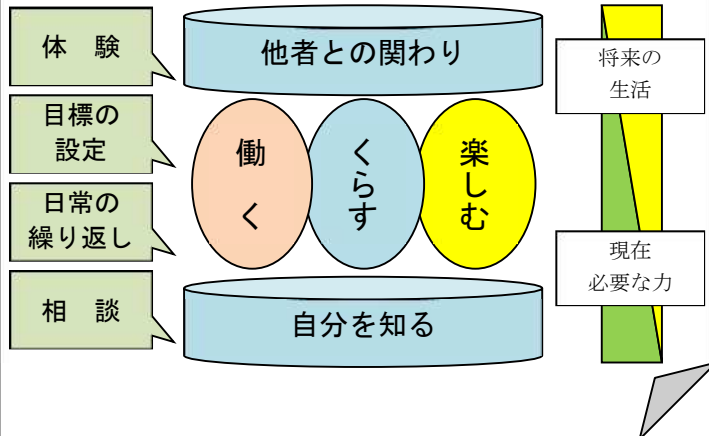 体　験
目標の
設定
日常の
繰り返し
相　談
他者との関わり
働　く
くらす
楽しむ
自分を知る
将来の
生活
現在
必要な力